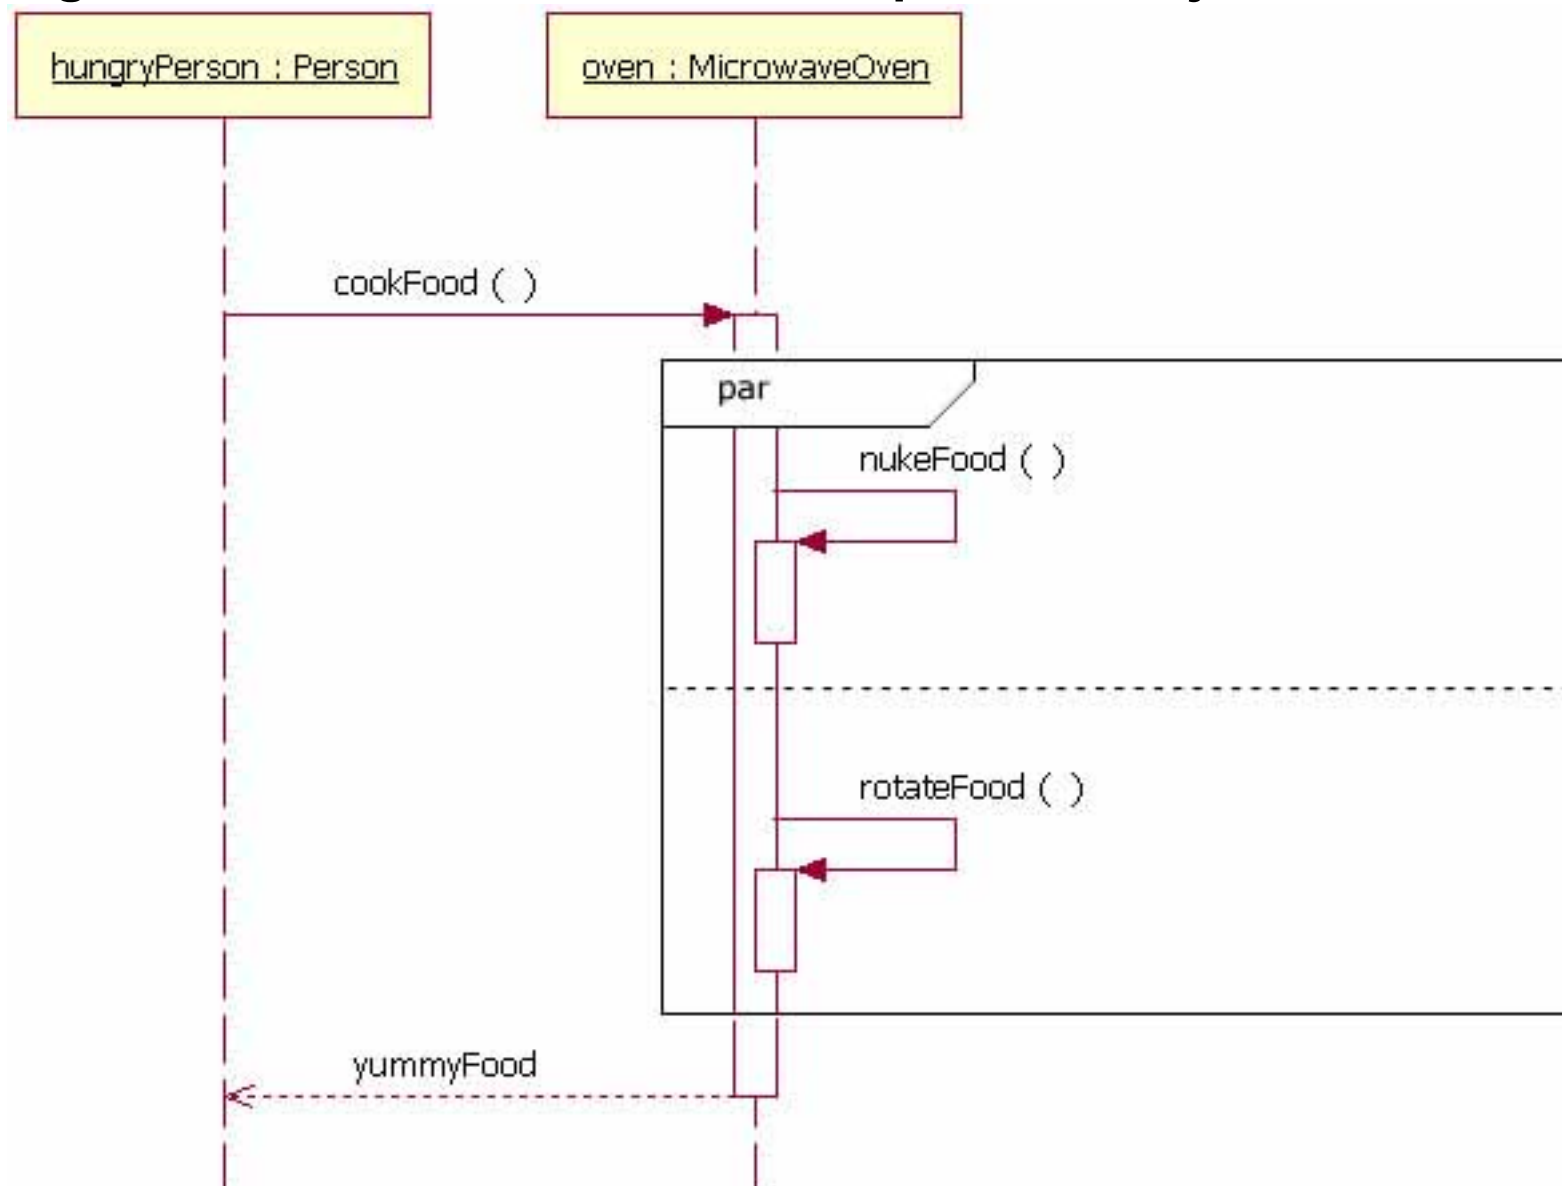 hungryPerson : Person
oven : MicrowaveOven
cookFood ( )
par
nukeFood ( )
rotateFood ( )
yummyFood